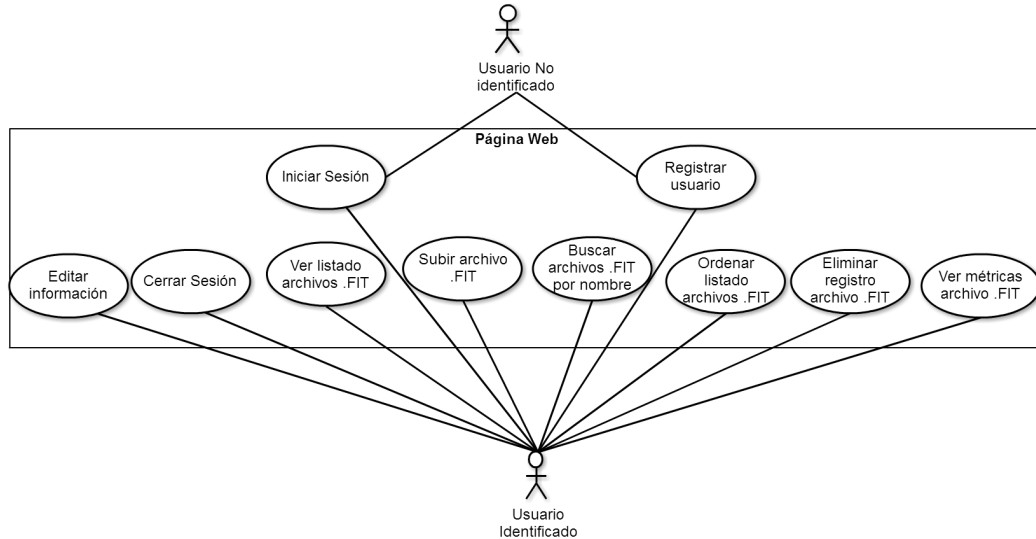 Usuario No
identificado
Página Web
Iniciar Sesión
Registrar
usuario
Editar
información
Cerrar Sesión
Ver listado
archivos .FIT
Subir archivo
.FIT
Buscar
archivos .FIT
por nombre
Ordenar
listado
archivos .FIT
Eliminar
registro
archivo .FIT
Ver métricas
archivo .FIT
Usuario
Identificado